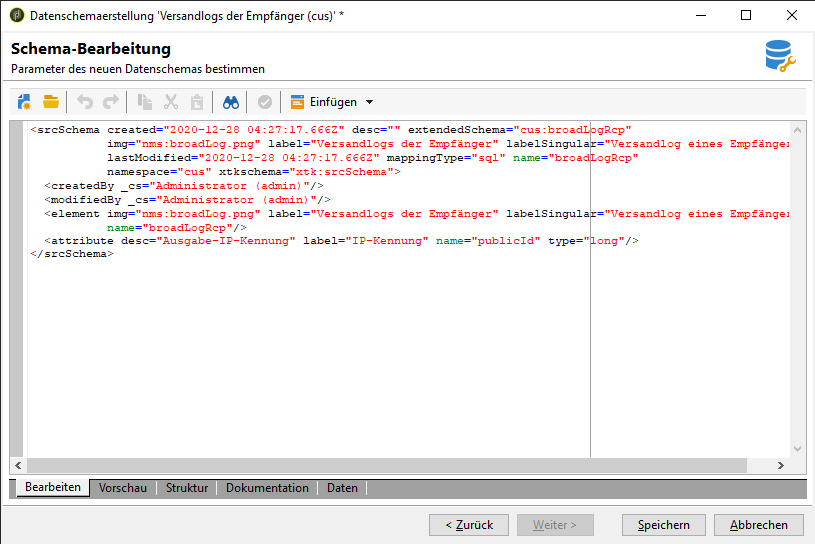 Datenschemaerstellung 'Versandlogs der Empfänger (cus)' *
Schema-Bearbeitung
Parameter des neuen Datenschemas bestimmen
Einfügen
<srcSchema created="2020-12-28 04:27:17.666Z" desc="" extendedSchema="cus:broadLogRcp"
img="nms:broadLog.png" label="Versandlogs der Empfänger" labelSingular="Versandlog eines Empfänger
lastModified="2020-12-28 04:27:17.666Z" mappingType="sql" name="broadLogRcp"
namespace="cus" xtkschema="xtk:srcSchema">
<createdBy _cs="Administrator (admin)"/>
<modifiedBy _cs="Administrator (admin)"/>
<element img="nms:broadLog.png" label="Versandlogs der Empfänger" labelSingular="Versandlog eines Empfänger
name="broadLogRcp"/>
<attribute desc="Ausgabe-IP-Kennung" label="IP-Kennung" name="publicId" type="long"/>
</srcSchema>
Bearbeiten Vorschau Struktur Dokumentation Daten
< Zurück Weiter > Speichern Abbrechen